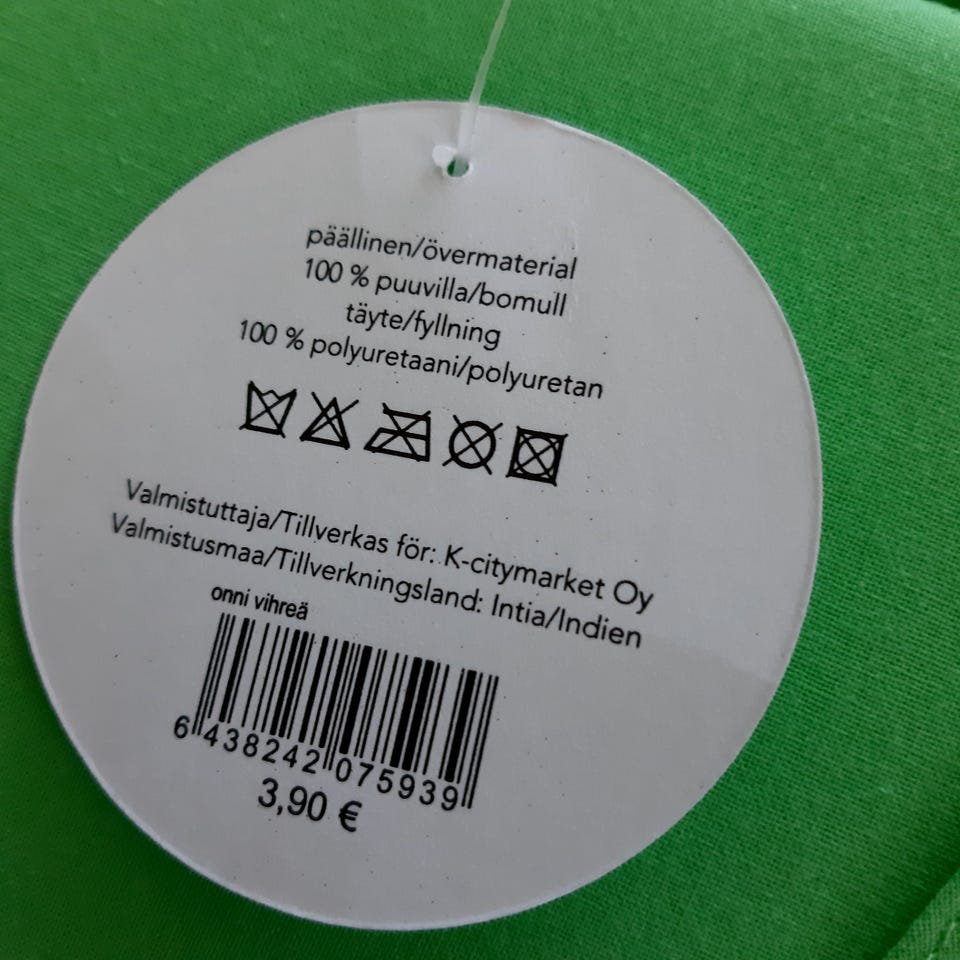 päällinen/övermaterial
100 % puuvilla/bomull
täyte/fyllning
100 % polyuretaani/polyuretan
Valmistuttaja/Tillverkas för: K-citymarket Oy
Valmistusmaa/Tillverkningsland: Intia/Indien
onni vihreä
6 438242 075939
3,90 €